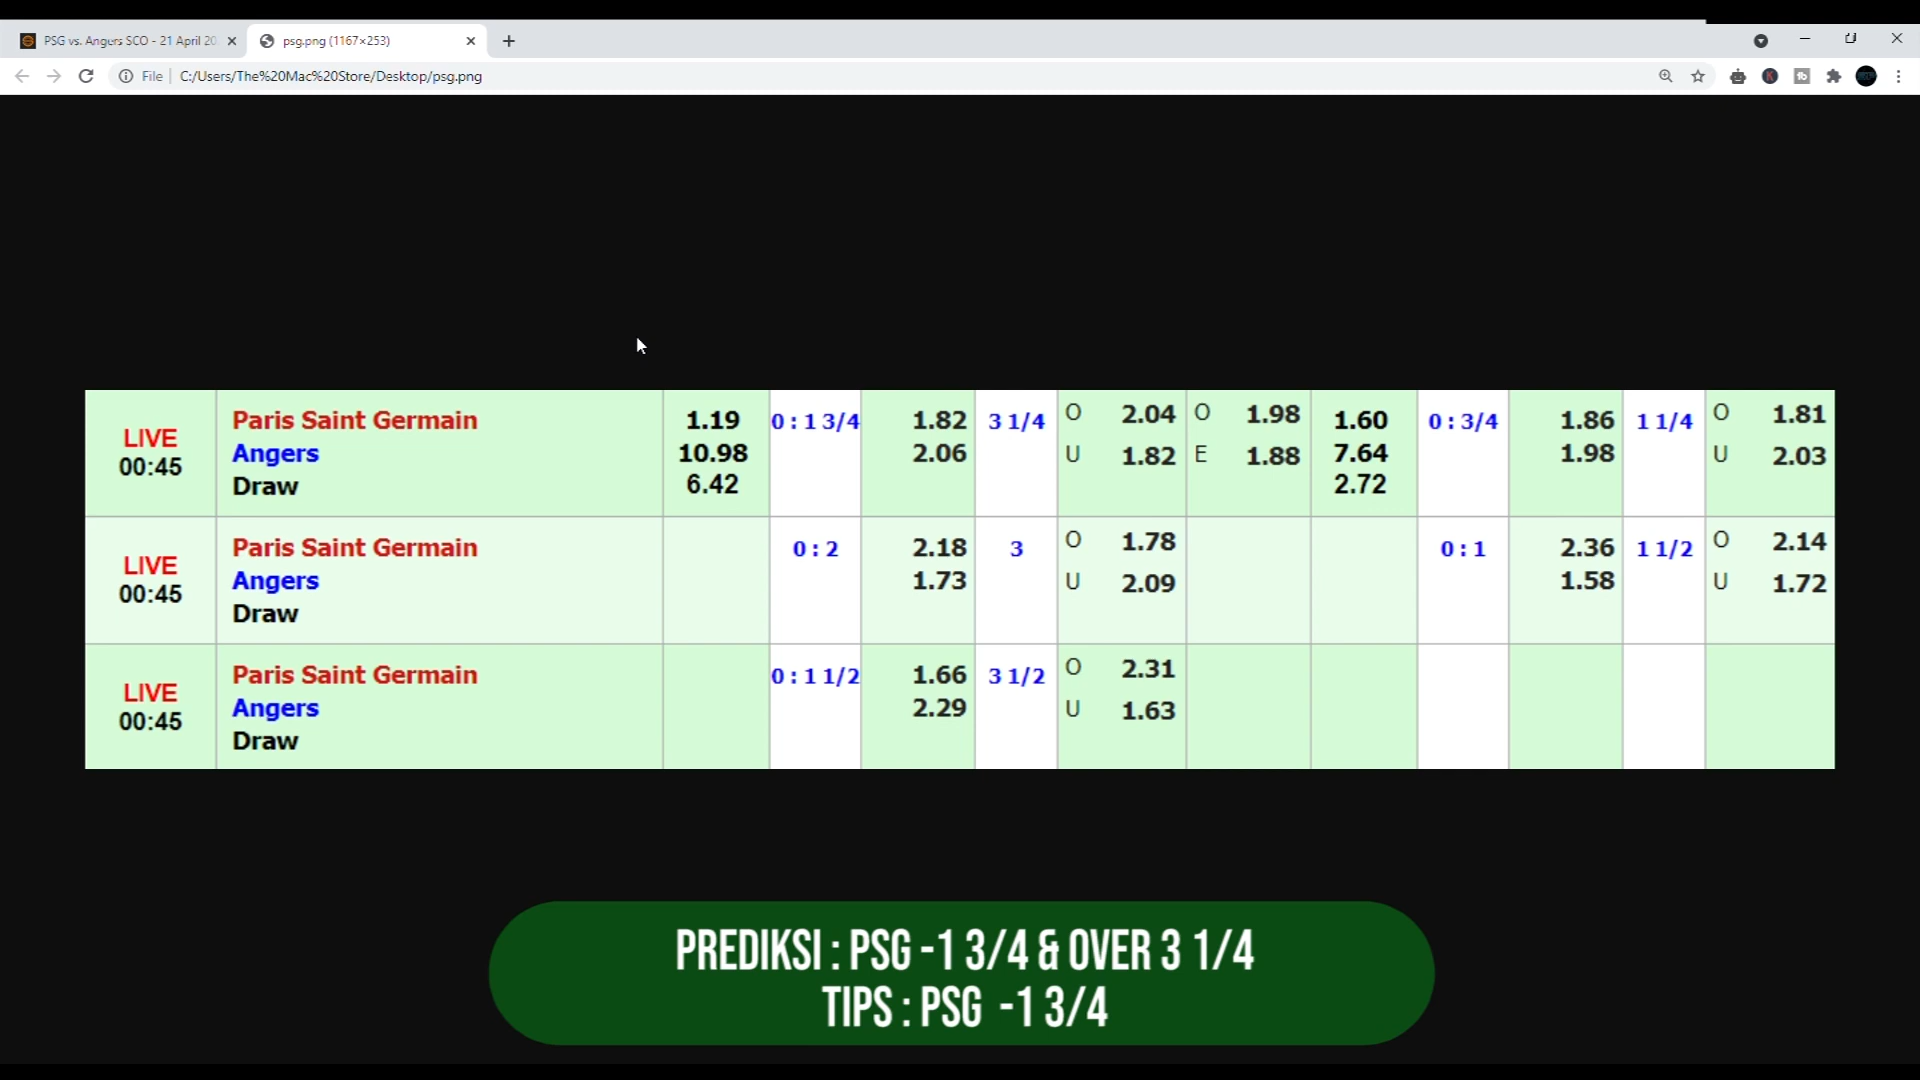 PSG vs. Angers SCO - 21 April 20
psg.png (1167×253)
File
C:/Users/The%20Mac%20Store/Desktop/psg.png
LIVE 00:45 Paris Saint Germain Angers Draw 1.19 10.98 6.42 0 : 1 3/4 1.82 2.06 3 1/4 O 2.04 U 1.82 O 1.98 E 1.88 1.60 7.64 2.72 0 : 3/4 1.86 1.98 1 1/4 O 1.81 U 2.03
LIVE 00:45 Paris Saint Germain Angers Draw 0 : 2 2.18 1.73 3 O 1.78 U 2.09 0 : 1 2.36 1.58 1 1/2 O 2.14 U 1.72
LIVE 00:45 Paris Saint Germain Angers Draw 0 : 1 1/2 1.66 2.29 3 1/2 O 2.31 U 1.63
PREDIKSI : PSG -1 3/4 & OVER 3 1/4
TIPS : PSG -1 3/4